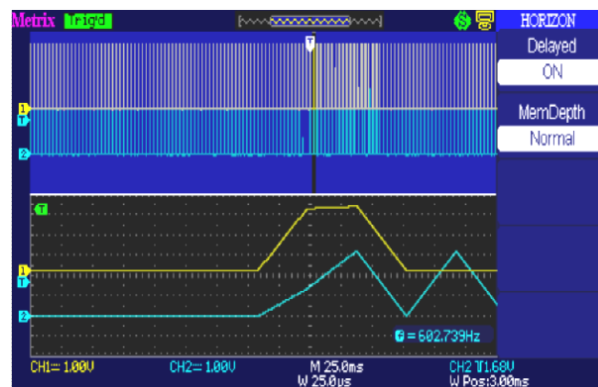 Metrix Trig'd HORIZON
Delayed
ON
MemDepth
Normal
T
1
T
2
T
1
T
2
= 602.739Hz
CH1= 1.00V CH2= 1.00V M 25.0ms CH2 1.68V
W 25.0µs W Pos:3.00ms